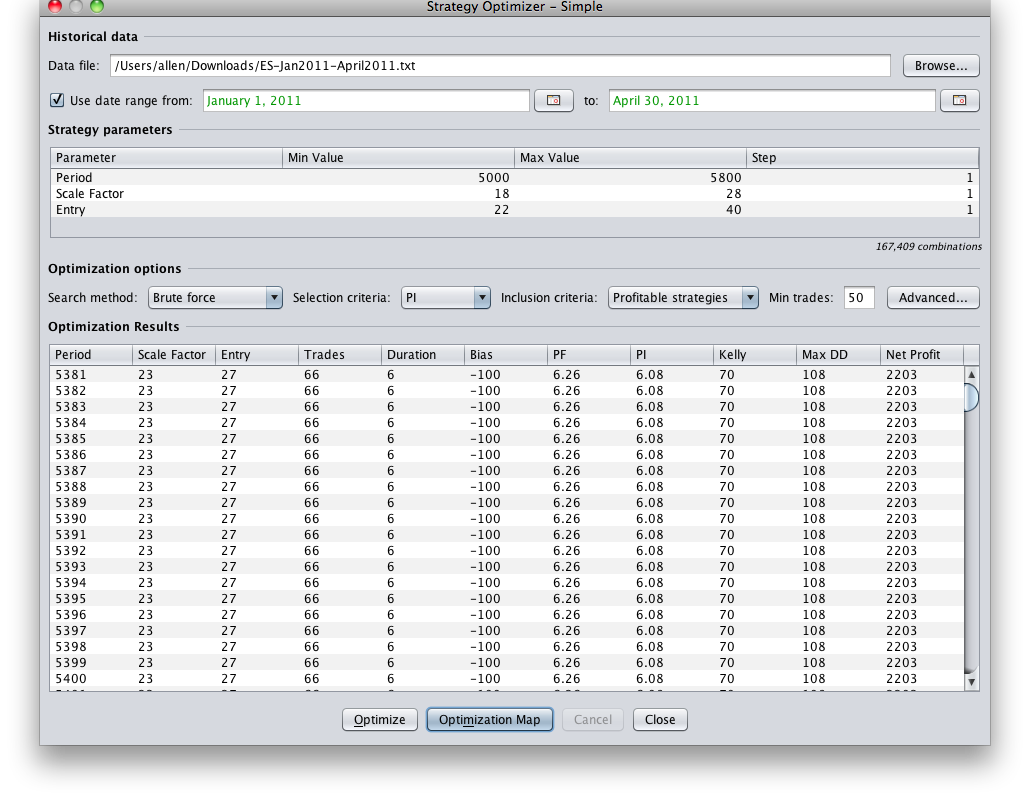 Strategy Optimizer – Simple
Historical data
Data file: /Users/allen/Downloads/ES-Jan2011-April2011.txt Browse...
Use date range from: January 1, 2011 to: April 30, 2011
Strategy parameters
Parameter Min Value Max Value Step
Period 5000 5800 1
Scale Factor 18 28 1
Entry 22 40 1
167,409 combinations
Optimization options
Search method: Brute force Selection criteria: PI Inclusion criteria: Profitable strategies Min trades: 50 Advanced...
Optimization Results
Period Scale Factor Entry Trades Duration Bias PF PI Kelly Max DD Net Profit
5381 23 27 66 6 -100 6.26 6.08 70 108 2203
5382 23 27 66 6 -100 6.26 6.08 70 108 2203
5383 23 27 66 6 -100 6.26 6.08 70 108 2203
5384 23 27 66 6 -100 6.26 6.08 70 108 2203
5385 23 27 66 6 -100 6.26 6.08 70 108 2203
5386 23 27 66 6 -100 6.26 6.08 70 108 2203
5387 23 27 66 6 -100 6.26 6.08 70 108 2203
5388 23 27 66 6 -100 6.26 6.08 70 108 2203
5389 23 27 66 6 -100 6.26 6.08 70 108 2203
5390 23 27 66 6 -100 6.26 6.08 70 108 2203
5391 23 27 66 6 -100 6.26 6.08 70 108 2203
5392 23 27 66 6 -100 6.26 6.08 70 108 2203
5393 23 27 66 6 -100 6.26 6.08 70 108 2203
5394 23 27 66 6 -100 6.26 6.08 70 108 2203
5395 23 27 66 6 -100 6.26 6.08 70 108 2203
5396 23 27 66 6 -100 6.26 6.08 70 108 2203
5397 23 27 66 6 -100 6.26 6.08 70 108 2203
5398 23 27 66 6 -100 6.26 6.08 70 108 2203
5399 23 27 66 6 -100 6.26 6.08 70 108 2203
5400 23 27 66 6 -100 6.26 6.08 70 108 2203
Optimize Optimization Map Cancel Close